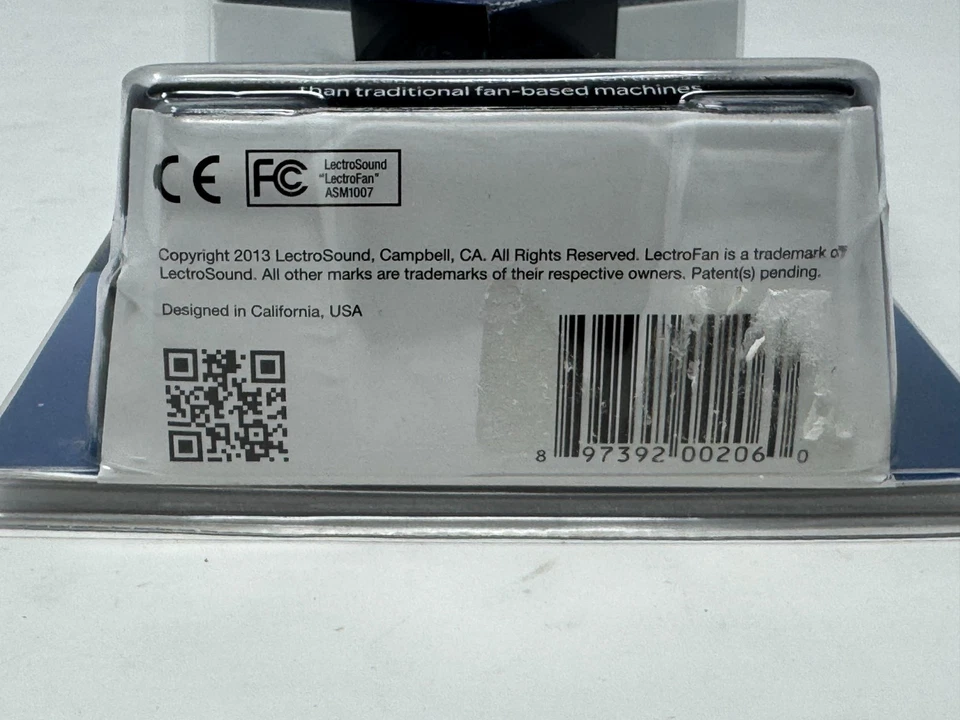 than traditional fan-based machines
CE FC LectroSound
"LectroFan"
ASM1007
Copyright 2013 LectroSound, Campbell, CA. All Rights Reserved. LectroFan is a trademark of
LectroSound. All other marks are trademarks of their respective owners. Patent(s) pending.
Designed in California, USA
8 97392 00206 0